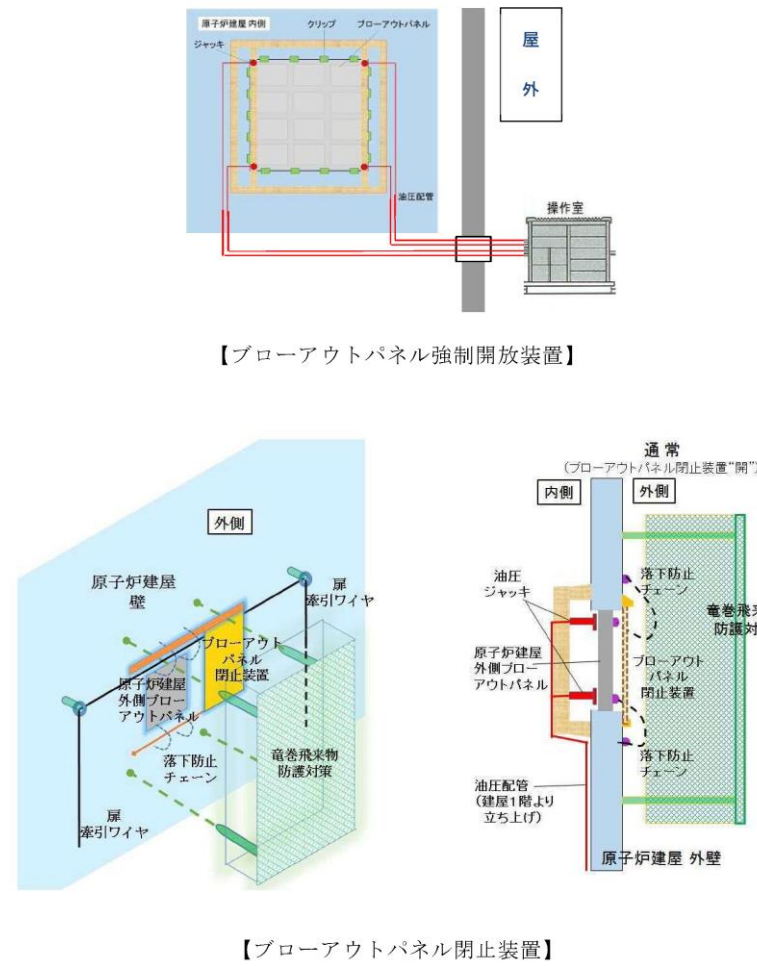 原子炉建屋 内側
クリップ
ブローアウトパネル
ジャッキ
屋
外
油圧配管
操作室
【ブローアウトパネル強制開放装置】
外側
原子炉建屋
壁
扉
牽引ワイヤ
ブローアウト
パネル
閉止装置
原子炉建屋
外側ブロー
アウトパネル
落下防止
チェーン
竜巻飛来物
防護対策
扉
牽引ワイヤ
通常
(ブローアウトパネル閉止装置“開”)
内側
外側
油圧
ジャッキ
落下防止
チェーン
竜巻飛来物
防護対
原子炉建屋
外側ブロー
アウトパネル
ブローアウト
パネル
閉止装置
落下防止
チェーン
油圧配管
(建屋1階より
立ち上げ)
原子炉建屋 外壁
【ブローアウトパネル閉止装置】